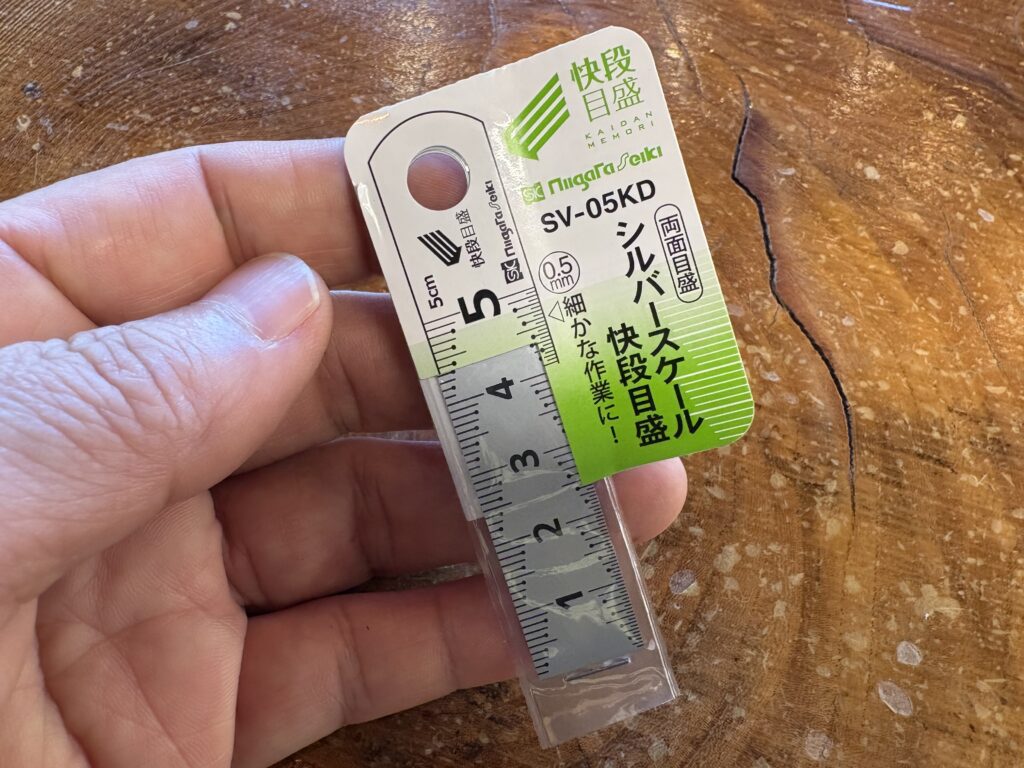 快段
目盛
KAIDAN
MEMORI
SK Niigata Seiki
SV-05KD
両面目盛
シルバースケール
快段目盛
0.5
mm
細かな作業に!
快段目盛
SK Niigata Seiki
5cm
5
4
3
2
1